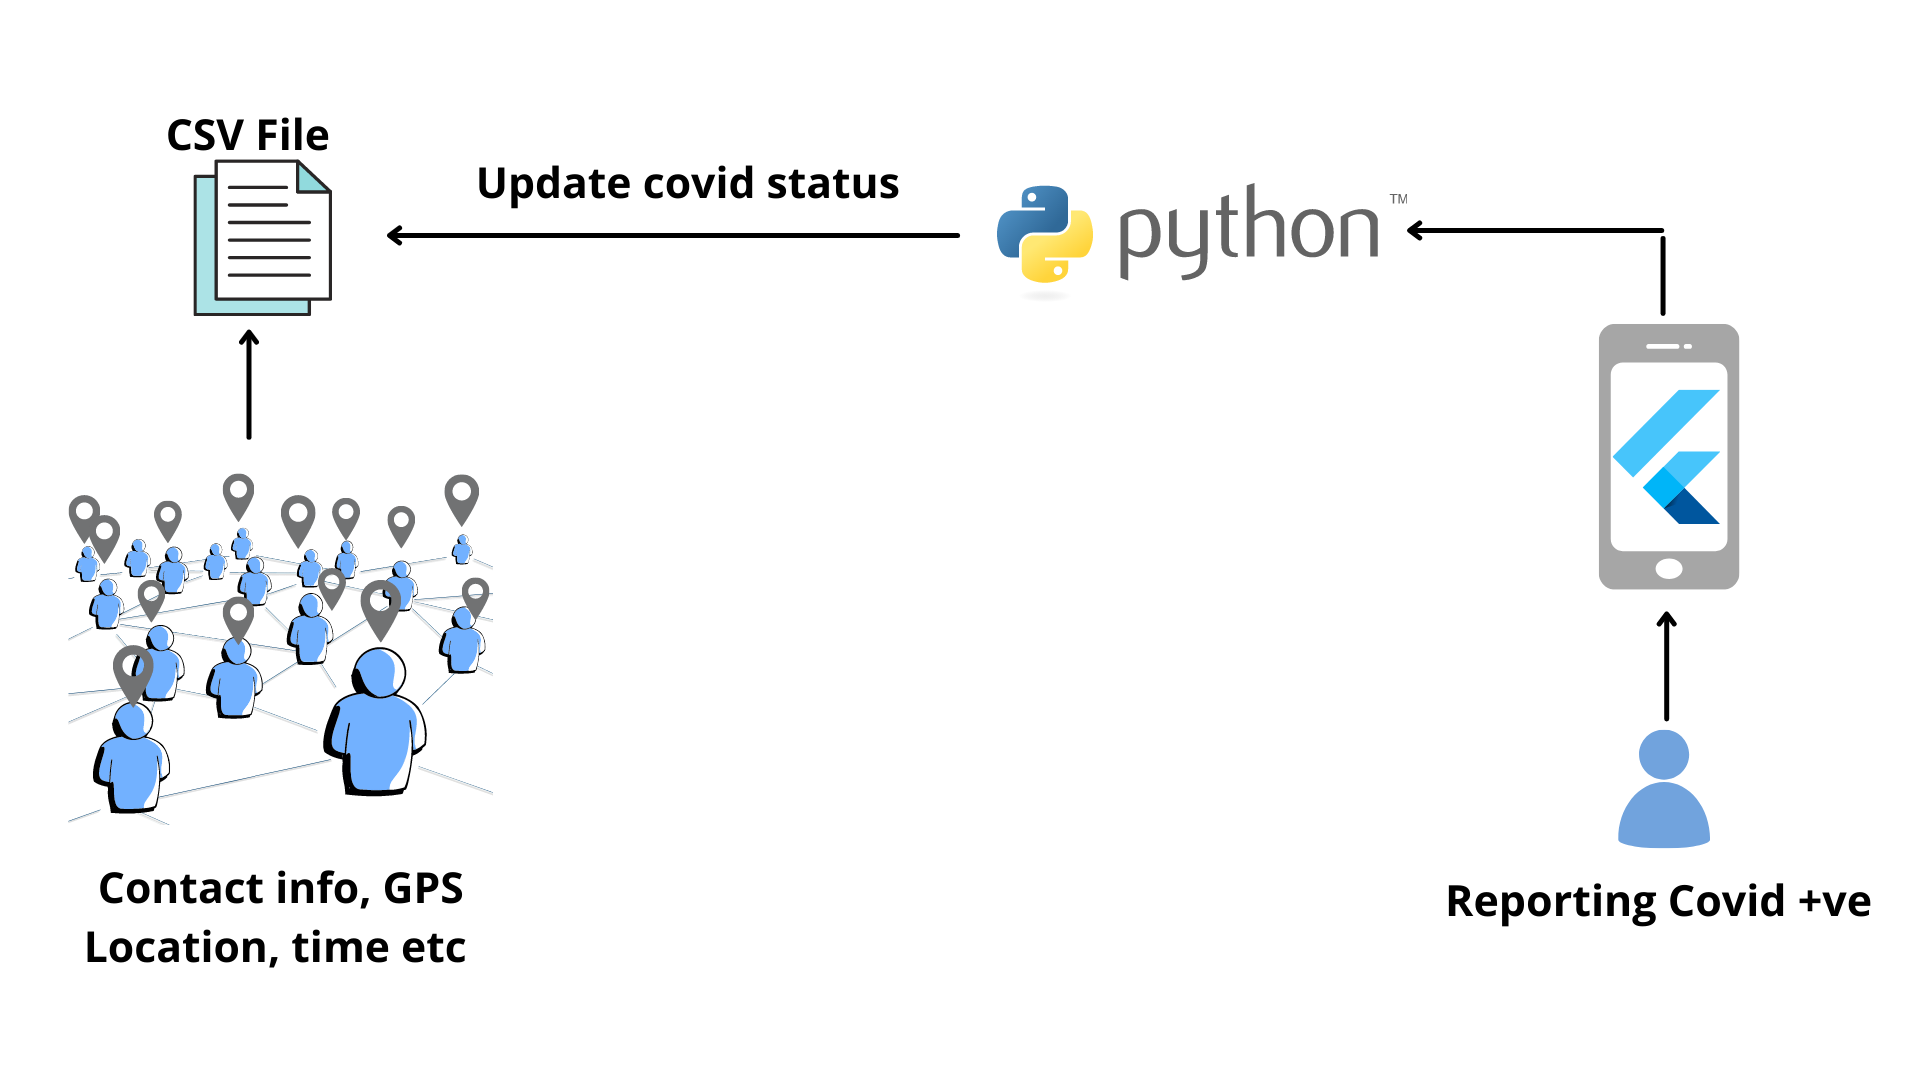 CSV File
Update covid status
python™
Contact info, GPS
Location, time etc
Reporting Covid +ve